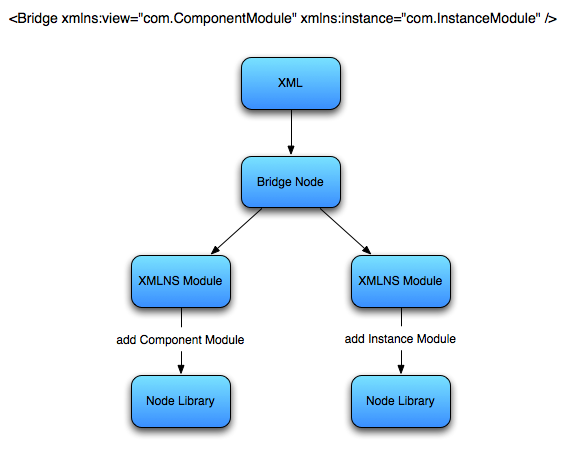 <Bridge xmlns:view="com.ComponentModule" xmlns:instance="com.InstanceModule" />
XML
Bridge Node
XMLNS Module
XMLNS Module
add Component Module
add Instance Module
Node Library
Node Library